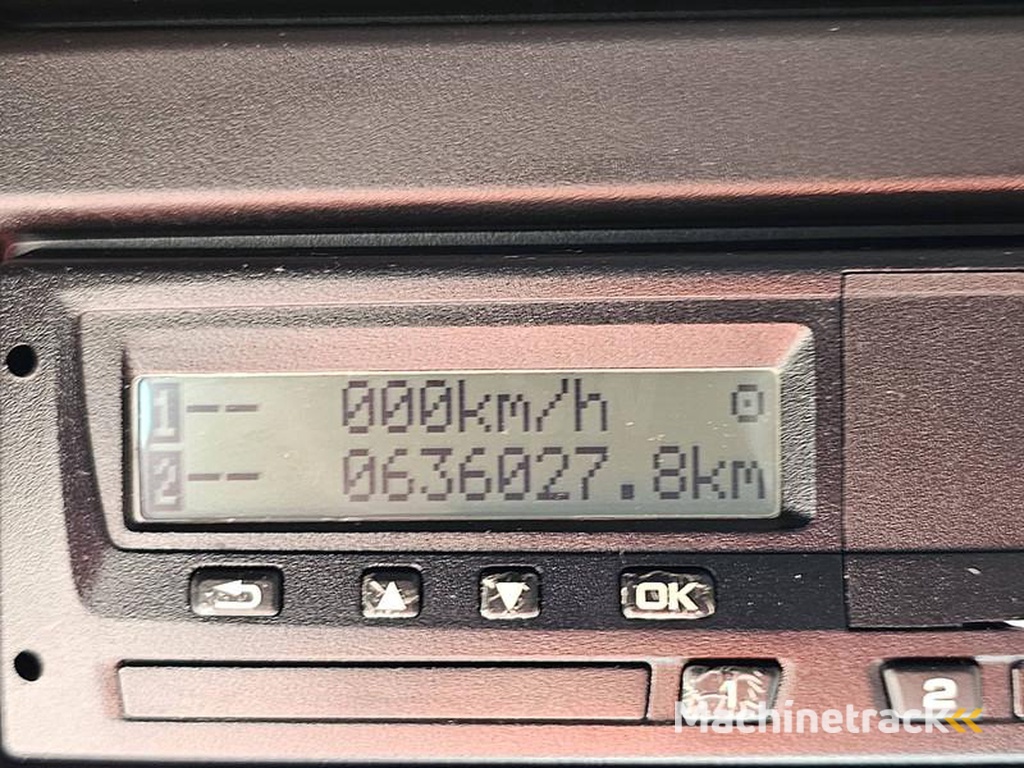 1-- 000km/h
2-- 0636027.8km
OK
1 2
Machinetrack